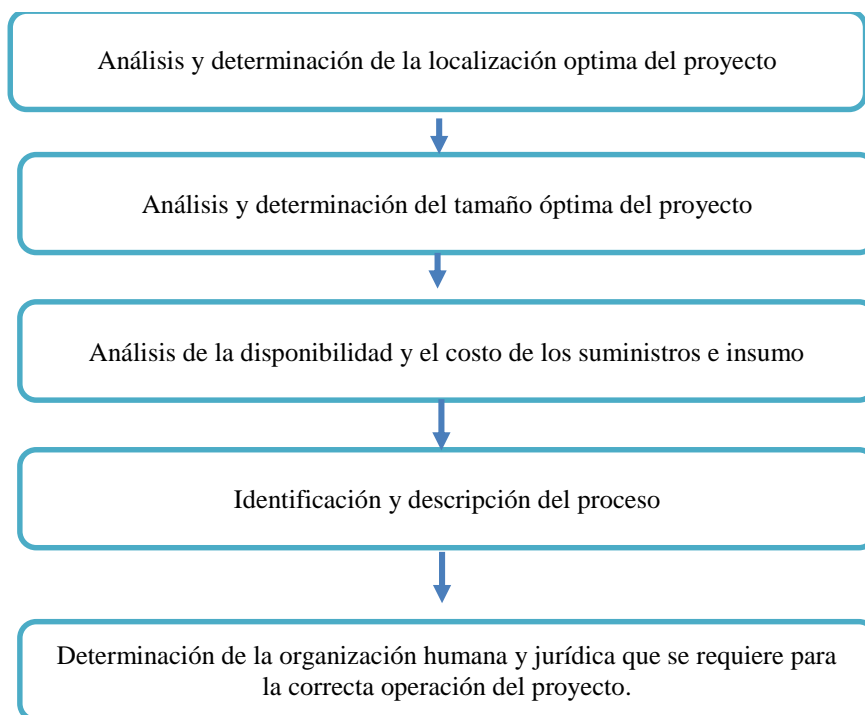 Análisis y determinación de la localización optima del proyecto
Análisis y determinación del tamaño óptima del proyecto
Análisis de la disponibilidad y el costo de los suministros e insumo
Identificación y descripción del proceso
Determinación de la organización humana y jurídica que se requiere para
la correcta operación del proyecto.